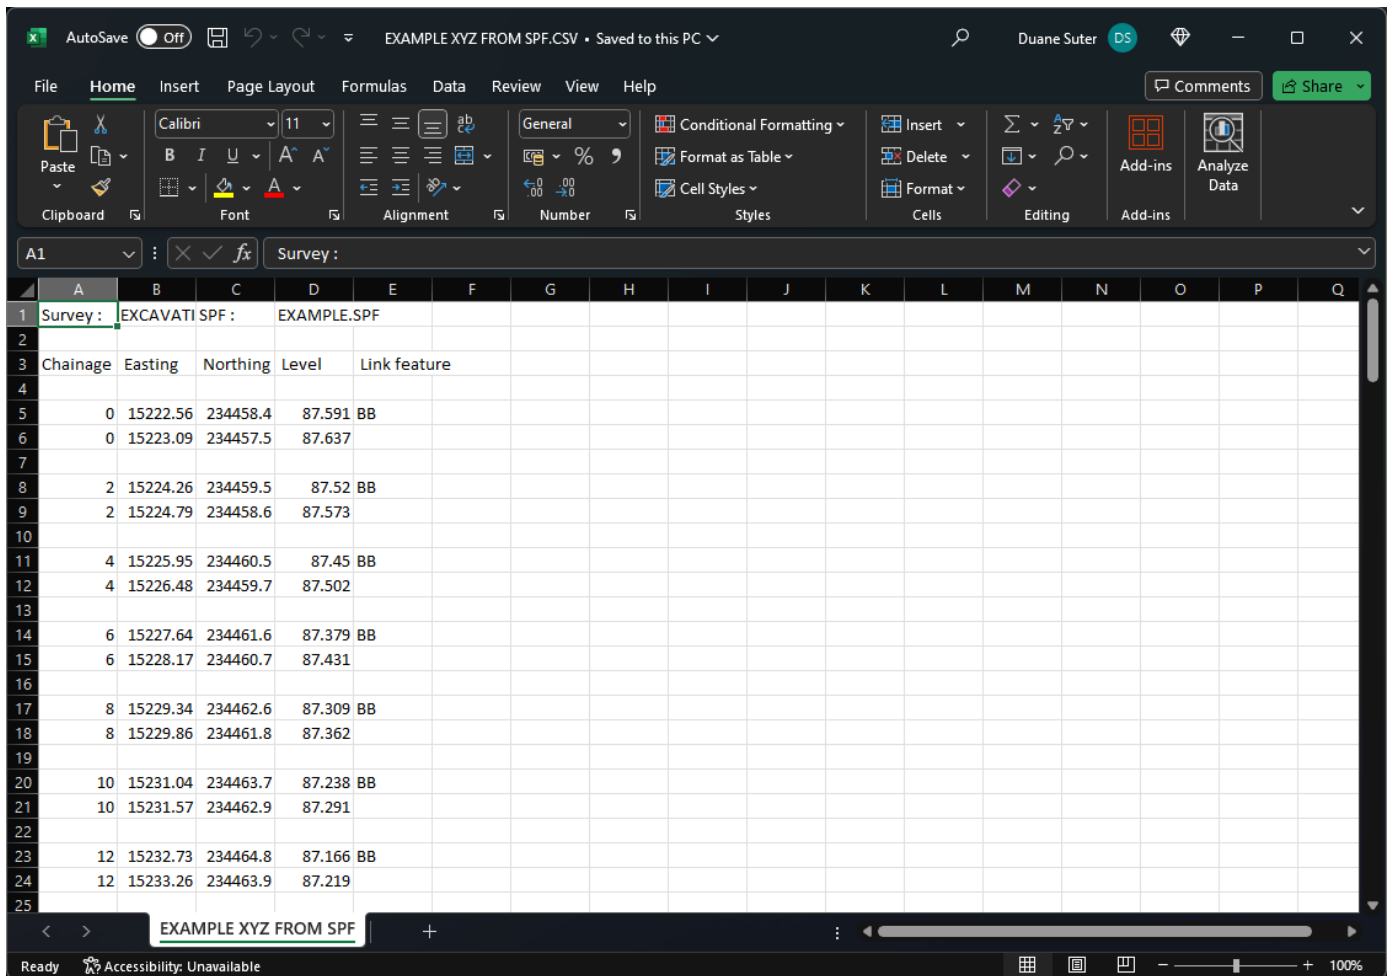 AutoSave Off EXAMPLE XYZ FROM SPF.CSV • Saved to this PC Duane Suter DS
File Home Insert Page Layout Formulas Data Review View Help Comments Share
Calibri 11 ab General Conditional Formatting Insert
Paste B I U A A % Format as Table Delete Add-ins Analyze Data
A Cell Styles Format
Clipboard Font Alignment Number Styles Cells Editing Add-ins
A1 fx Survey :
A B C D E F G H I J K L M N O P Q
1 Survey : EXCAVATI SPF : EXAMPLE.SPF
2
3 Chainage Easting Northing Level Link feature
4
5 0 15222.56 234458.4 87.591 BB
6 0 15223.09 234457.5 87.637
7
8 2 15224.26 234459.5 87.52 BB
9 2 15224.79 234458.6 87.573
10
11 4 15225.95 234460.5 87.45 BB
12 4 15226.48 234459.7 87.502
13
14 6 15227.64 234461.6 87.379 BB
15 6 15228.17 234460.7 87.431
16
17 8 15229.34 234462.6 87.309 BB
18 8 15229.86 234461.8 87.362
19
20 10 15231.04 234463.7 87.238 BB
21 10 15231.57 234462.9 87.291
22
23 12 15232.73 234464.8 87.166 BB
24 12 15233.26 234463.9 87.219
25
EXAMPLE XYZ FROM SPF
Ready Accessibility: Unavailable 100%